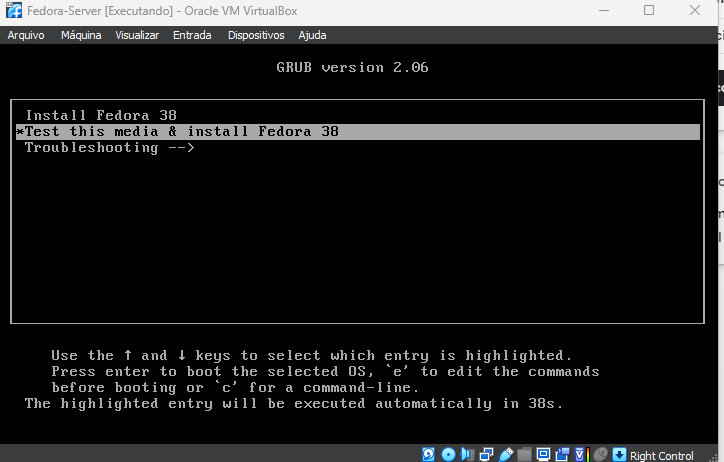 Fedora-Server [Executando] - Oracle VM VirtualBox
Arquivo Máquina Visualizar Entrada Dispositivos Ajuda
GRUB version 2.06
Install Fedora 38
*Test this media & install Fedora 38
Troubleshooting -->
Use the ↑ and ↓ keys to select which entry is highlighted.
Press enter to boot the selected OS, `e' to edit the commands
before booting or `c' for a command-line.
The highlighted entry will be executed automatically in 38s.
Right Control